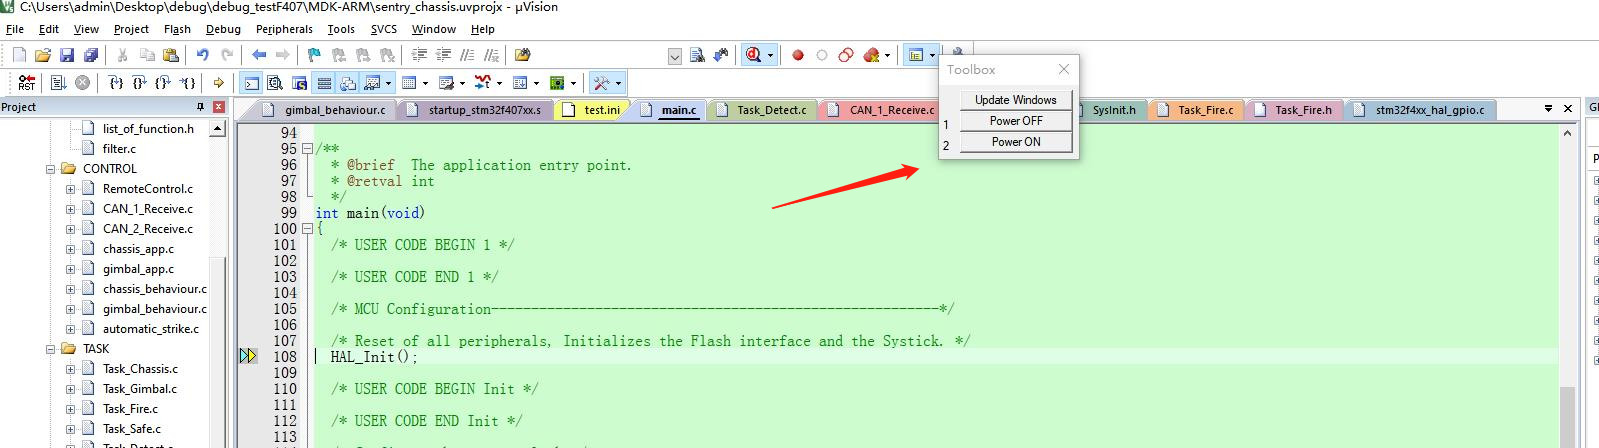 C:\Users\admin\Desktop\debug\debug_testF407\MDK-ARM\sentry_chassis.uvprojx - µVision
File Edit View Project Flash Debug Peripherals Tools SVCS Window Help
RST
Toolbox
Update Windows
1 Power OFF
2 Power ON
Project
gimbal_behaviour.c startup_stm32f407xx.s test.ini main.c Task_Detect.c CAN_1_Receive.c SysInit.h Task_Fire.c Task_Fire.h stm32f4xx_hal_gpio.c
list_of_function.h
filter.c
CONTROL
RemoteControl.c
CAN_1_Receive.c
CAN_2_Receive.c
chassis_app.c
gimbal_app.c
chassis_behaviour.c
gimbal_behaviour.c
automatic_strike.c
TASK
Task_Chassis.c
Task_Gimbal.c
Task_Fire.c
Task_Safe.c
94
95 /**
96 * @brief  The application entry point.
97 * @retval int
98 */
99 int main(void)
100 {
101 /* USER CODE BEGIN 1 */
102
103 /* USER CODE END 1 */
104
105 /* MCU Configuration--------------------------------------------------------*/
106
107 /* Reset of all peripherals, Initializes the Flash interface and the Systick. */
108 HAL_Init();
109
110 /* USER CODE BEGIN Init */
111
112 /* USER CODE END Init */
113